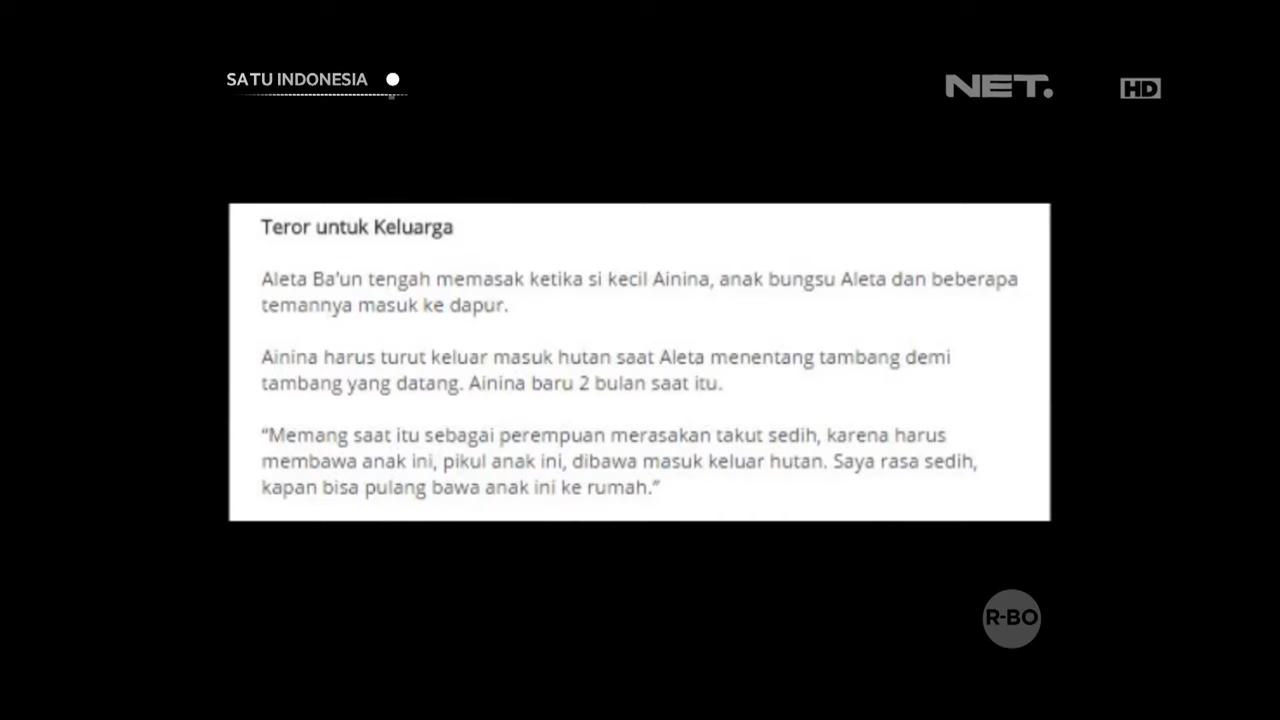 SATU INDONESIA
NET.
HD
Teror untuk Keluarga
Aleta Ba'un tengah memasak ketika si kecil Ainina, anak bungsu Aleta dan beberapa
temannya masuk ke dapur.
Ainina harus turut keluar masuk hutan saat Aleta menentang tambang demi
tambang yang datang. Ainina baru 2 bulan saat itu.
“Memang saat itu sebagai perempuan merasakan takut sedih, karena harus
membawa anak ini, pikul anak ini, dibawa masuk keluar hutan. Saya rasa sedih,
kapan bisa pulang bawa anak ini ke rumah.”
R-BO